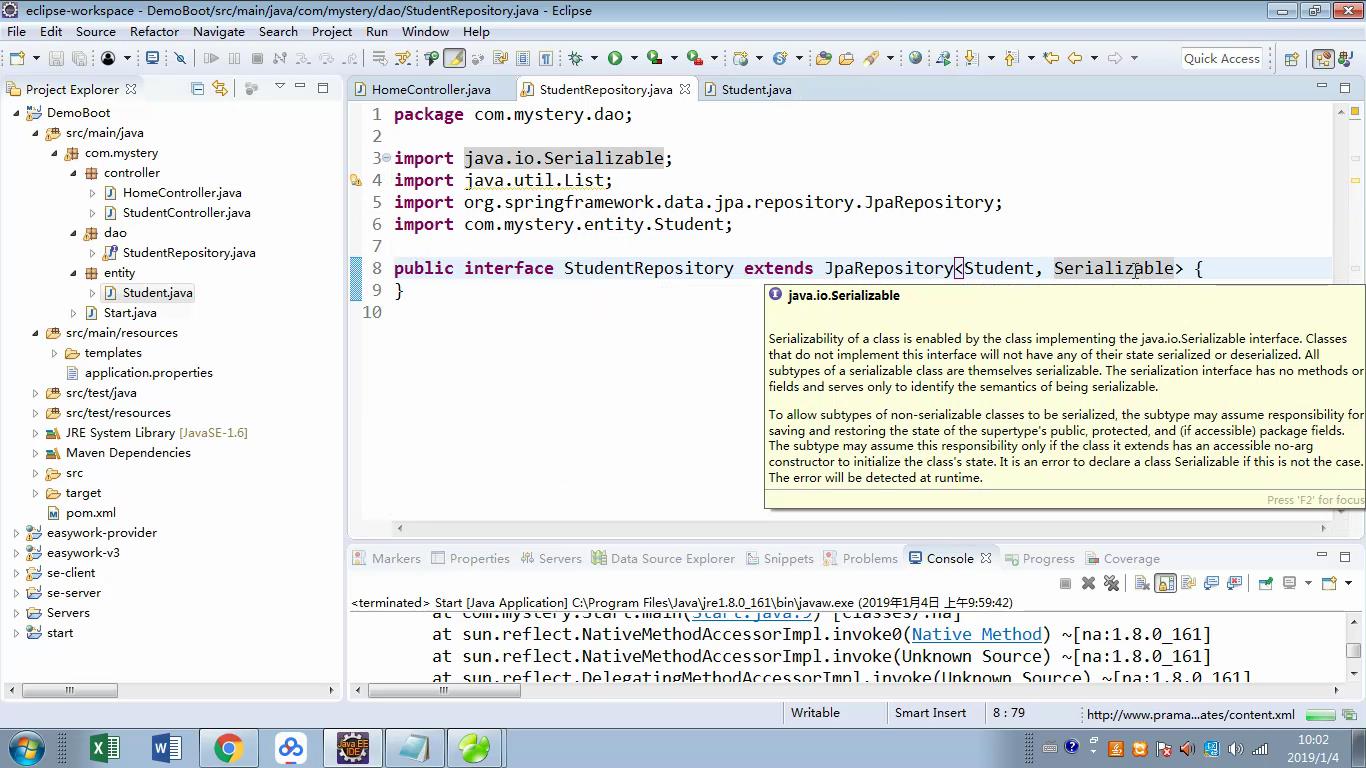 eclipse-workspace - DemoBoot/src/main/java/com/mystery/dao/StudentRepository.java - Eclipse
File Edit Source Refactor Navigate Search Project Run Window Help
Quick Access
Project Explorer
DemoBoot
src/main/java
com.mystery
controller
HomeController.java
StudentController.java
dao
StudentRepository.java
entity
Student.java
Start.java
src/main/resources
templates
application.properties
src/test/java
src/test/resources
JRE System Library [JavaSE-1.6]
Maven Dependencies
src
target
pom.xml
easywork-provider
easywork-v3
se-client
se-server
Servers
start
HomeController.java StudentRepository.java Student.java
1 package com.mystery.dao;
2
3 import java.io.Serializable;
4 import java.util.List;
5 import org.springframework.data.jpa.repository.JpaRepository;
6 import com.mystery.entity.Student;
7
8 public interface StudentRepository extends JpaRepository<Student, Serializable> {
9 }
10
java.io.Serializable
Serializability of a class is enabled by the class implementing the java.io.Serializable interface. Classes
that do not implement this interface will not have any of their state serialized or deserialized. All
subtypes of a serializable class are themselves serializable. The serialization interface has no methods or
fields and serves only to identify the semantics of being serializable.
To allow subtypes of non-serializable classes to be serialized, the subtype may assume responsibility for
saving and restoring the state of the supertype's public, protected, and (if accessible) package fields.
The subtype may assume this responsibility only if the class it extends has an accessible no-arg
constructor to initialize the class's state. It is an error to declare a class Serializable if this is not the case.
The error will be detected at runtime.
Press 'F2' for focus
Markers Properties Servers Data Source Explorer Snippets Problems Console Progress Coverage
<terminated> Start [Java Application] C:\Program Files\Java\jre1.8.0_161\bin\javaw.exe (2019年1月4日 上午9:59:42)
at com.mystery.Start.main(Start.java:9) [classes/:na]
at sun.reflect.NativeMethodAccessorImpl.invoke0(Native Method) ~[na:1.8.0_161]
at sun.reflect.NativeMethodAccessorImpl.invoke(Unknown Source) ~[na:1.8.0_161]
at sun.reflect.DelegatingMethodAccessorImpl.invoke(Unknown Source) ~[na:1.8.0_161]
Writable Smart Insert 8 : 79 http://www.prama...ates/content.xml
Java EE
IDE
10:02
2019/1/4